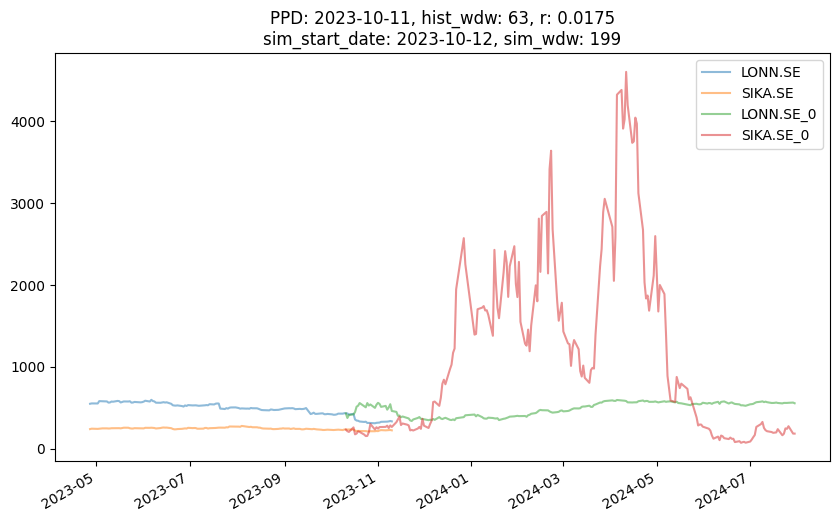 PPD: 2023-10-11, hist_wdw: 63, r: 0.0175
sim_start_date: 2023-10-12, sim_wdw: 199
LONN.SE
SIKA.SE
LONN.SE_0
SIKA.SE_0
4000
3000
2000
1000
0
2023-05
2023-07
2023-09
2023-11
2024-01
2024-03
2024-05
2024-07